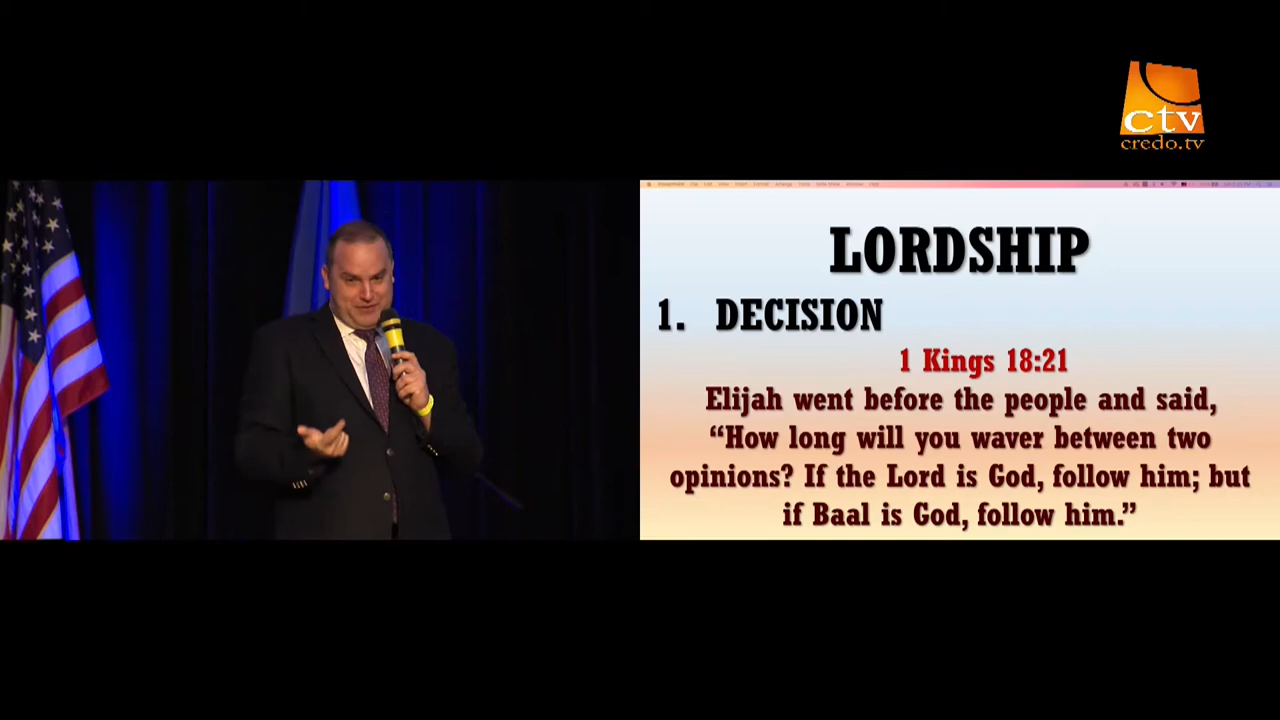 ctv
credo.tv
LORDSHIP
1. DECISION
1 Kings 18:21
Elijah went before the people and said,
“How long will you waver between two
opinions? If the Lord is God, follow him; but
if Baal is God, follow him.”